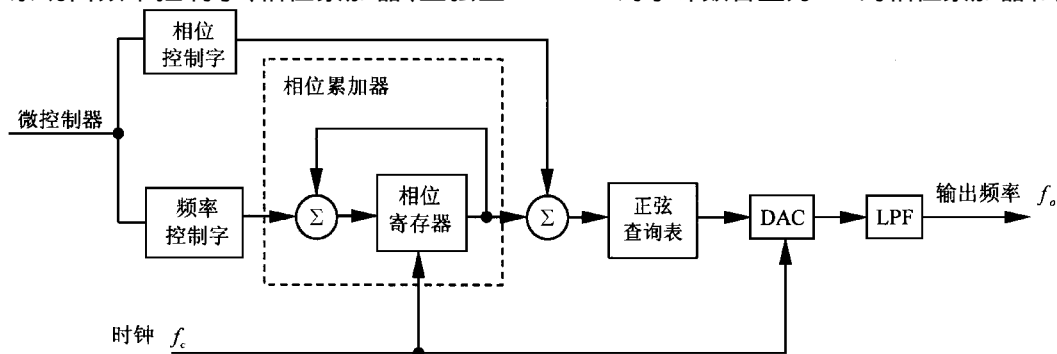 相位
控制字
相位累加器
微控制器
频率
控制字
Σ
相位
寄存器
Σ
正弦
查询表
DAC
LPF
输出频率 fo
时钟 fc